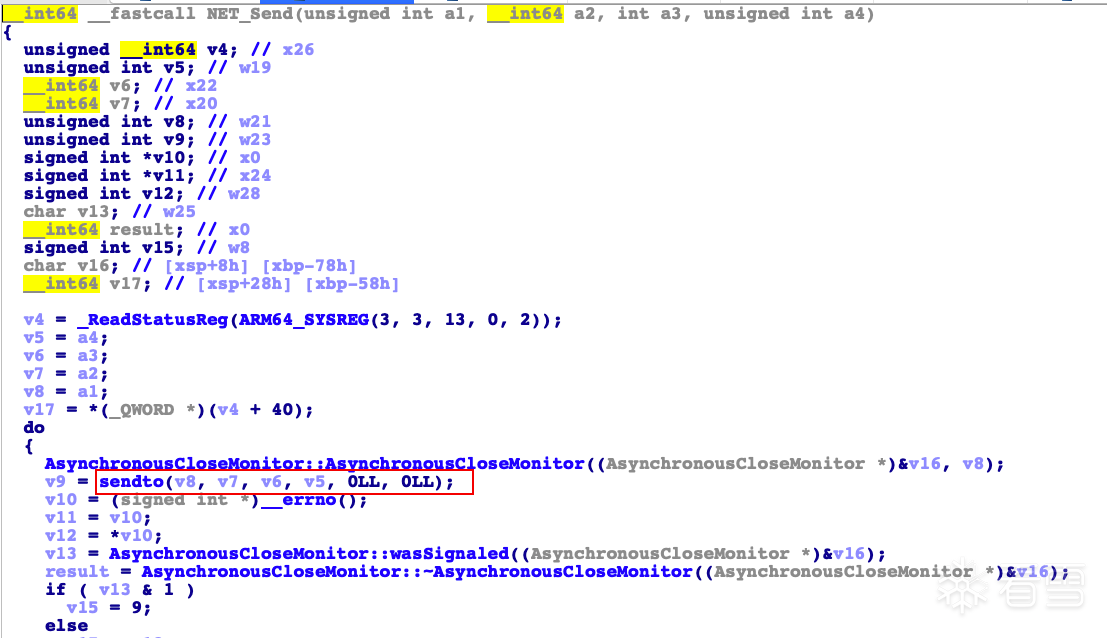 __int64 __fastcall NET_Send(unsigned int a1, __int64 a2, int a3, unsigned int a4)
{
unsigned __int64 v4; // x26
unsigned int v5; // w19
__int64 v6; // x22
__int64 v7; // x20
unsigned int v8; // w21
unsigned int v9; // w23
signed int *v10; // x0
signed int *v11; // x24
signed int v12; // w28
char v13; // w25
__int64 result; // x0
signed int v15; // w8
char v16; // [xsp+8h] [xbp-78h]
__int64 v17; // [xsp+28h] [xbp-58h]
v4 = _ReadStatusReg(ARM64_SYSREG(3, 3, 13, 0, 2));
v5 = a4;
v6 = a3;
v7 = a2;
v8 = a1;
v17 = *(_QWORD *)(v4 + 40);
do
{
AsynchronousCloseMonitor::AsynchronousCloseMonitor((AsynchronousCloseMonitor *)&v16, v8);
v9 = sendto(v8, v7, v6, v5, 0LL, 0LL);
v10 = (signed int *)__errno();
v11 = v10;
v12 = *v10;
v13 = AsynchronousCloseMonitor::wasSignaled((AsynchronousCloseMonitor *)&v16);
result = AsynchronousCloseMonitor::~AsynchronousCloseMonitor((AsynchronousCloseMonitor *)&v16);
if ( v13 & 1 )
v15 = 9;
else
看雪